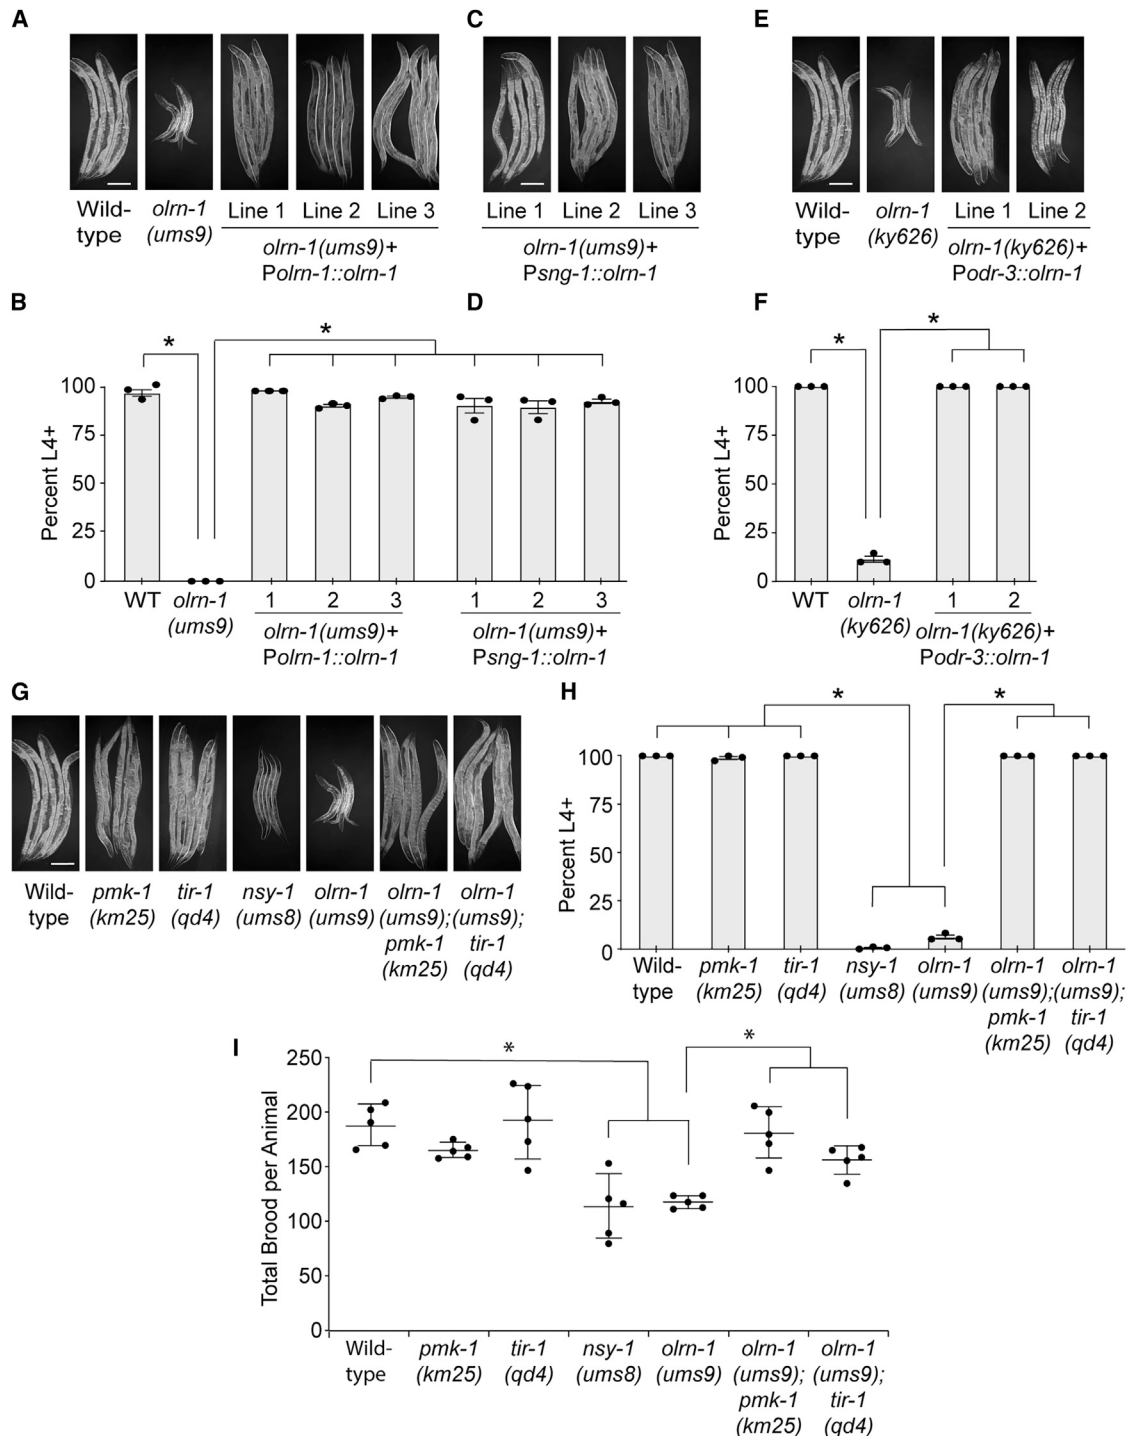 A
C
E
Wild-
type
olrn-1
(ums9)
Line 1 Line 2 Line 3
olrn-1(ums9)+
Polrn-1::olrn-1
Line 1 Line 2 Line 3
olrn-1(ums9)+
Psng-1::olrn-1
Wild-
type
olrn-1
(ky626)
Line 1 Line 2
olrn-1(ky626)+
Podr-3::olrn-1
B
*
*
Percent L4+
100
75
50
25
0
WT
olrn-1
(ums9)
1 2 3
olrn-1(ums9)+
Polrn-1::olrn-1
D
1 2 3
olrn-1(ums9)+
Psng-1::olrn-1
F
*
*
Percent L4+
100
75
50
25
0
WT
olrn-1
(ky626)
1 2
olrn-1(ky626)+
Podr-3::olrn-1
G
Wild-
type
pmk-1
(km25)
tir-1
(qd4)
nsy-1
(ums8)
olrn-1
(ums9)
olrn-1
(ums9);
pmk-1
(km25)
olrn-1
(ums9);
tir-1
(qd4)
H
*
*
Percent L4+
100
75
50
25
0
Wild-
type
pmk-1
(km25)
tir-1
(qd4)
nsy-1
(ums8)
olrn-1
(ums9)
olrn-1
(ums9);
pmk-1
(km25)
olrn-1
(ums9);
tir-1
(qd4)
I
*
*
Total Brood per Animal
250
200
150
100
50
0
Wild-
type
pmk-1
(km25)
tir-1
(qd4)
nsy-1
(ums8)
olrn-1
(ums9)
olrn-1
(ums9);
pmk-1
(km25)
olrn-1
(ums9);
tir-1
(qd4)